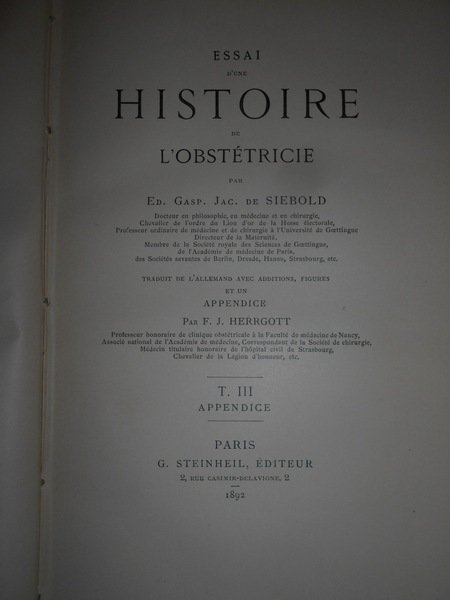 ESSAI
D'UNE
HISTOIRE
DE
L'OBSTÉTRICIE
PAR
ED. GASP. JAC. DE SIEBOLD
Docteur en philosophie, en médecine et en chirurgie,
Chevalier de l'ordre du Lion d'or de la Hesse électorale,
Professeur ordinaire de médecine et de chirurgie à l'Université de Gœttingue
Directeur de la Maternité,
Membre de la Société royale des Sciences de Gœttingue,
de l'Académie de médecine de Paris,
des Sociétés savantes de Berlin, Dresde, Hanau, Strasbourg, etc.
TRADUIT DE L'ALLEMAND AVEC ADDITIONS, FIGURES
ET UN
APPENDICE
PAR F. J. HERRGOTT
Professeur honoraire de clinique obstétricale à la Faculté de médecine de Nancy,
Associé national de l'Académie de médecine, Correspondant de la Société de chirurgie,
Médecin titulaire honoraire de l'hôpital civil de Strasbourg,
Chevalier de la Légion d'honneur, etc.
T. III
APPENDICE
PARIS
G. STEINHEIL, ÉDITEUR
2, RUE CASIMIR-DELAVIGNE, 2
1892